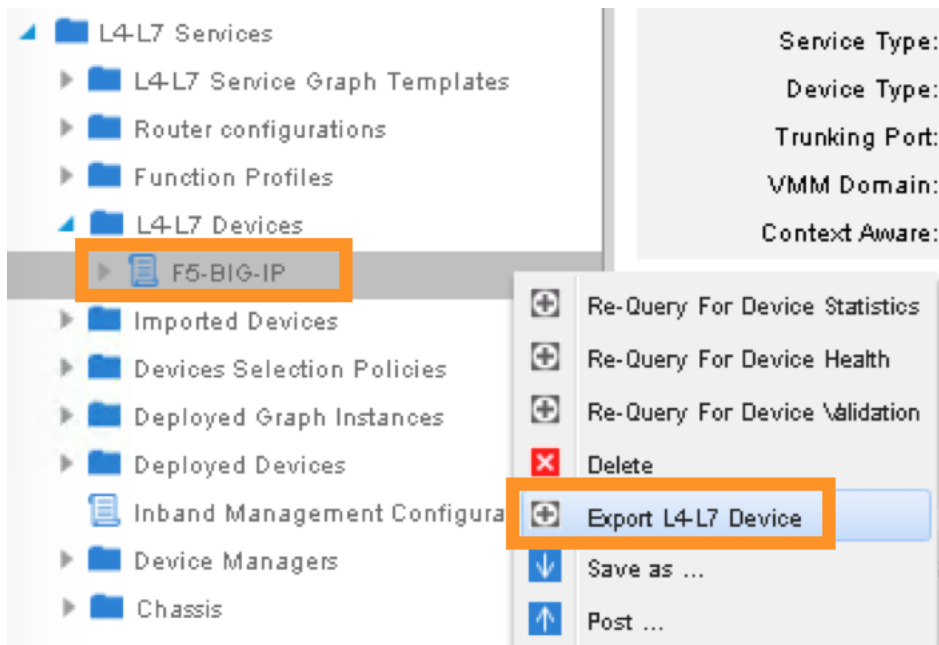 L4-L7 Services
L4-L7 Service Graph Templates
Router configurations
Function Profiles
L4-L7 Devices
F5-BIG-IP
Imported Devices
Devices Selection Policies
Deployed Graph Instances
Deployed Devices
Inband Management Configura
Device Managers
Chassis
Service Type:
Device Type:
Trunking Port:
VMM Domain:
Context Aware:
Re-Query For Device Statistics
Re-Query For Device Health
Re-Query For Device Validation
Delete
Export L4-L7 Device
Save as ...
Post ...